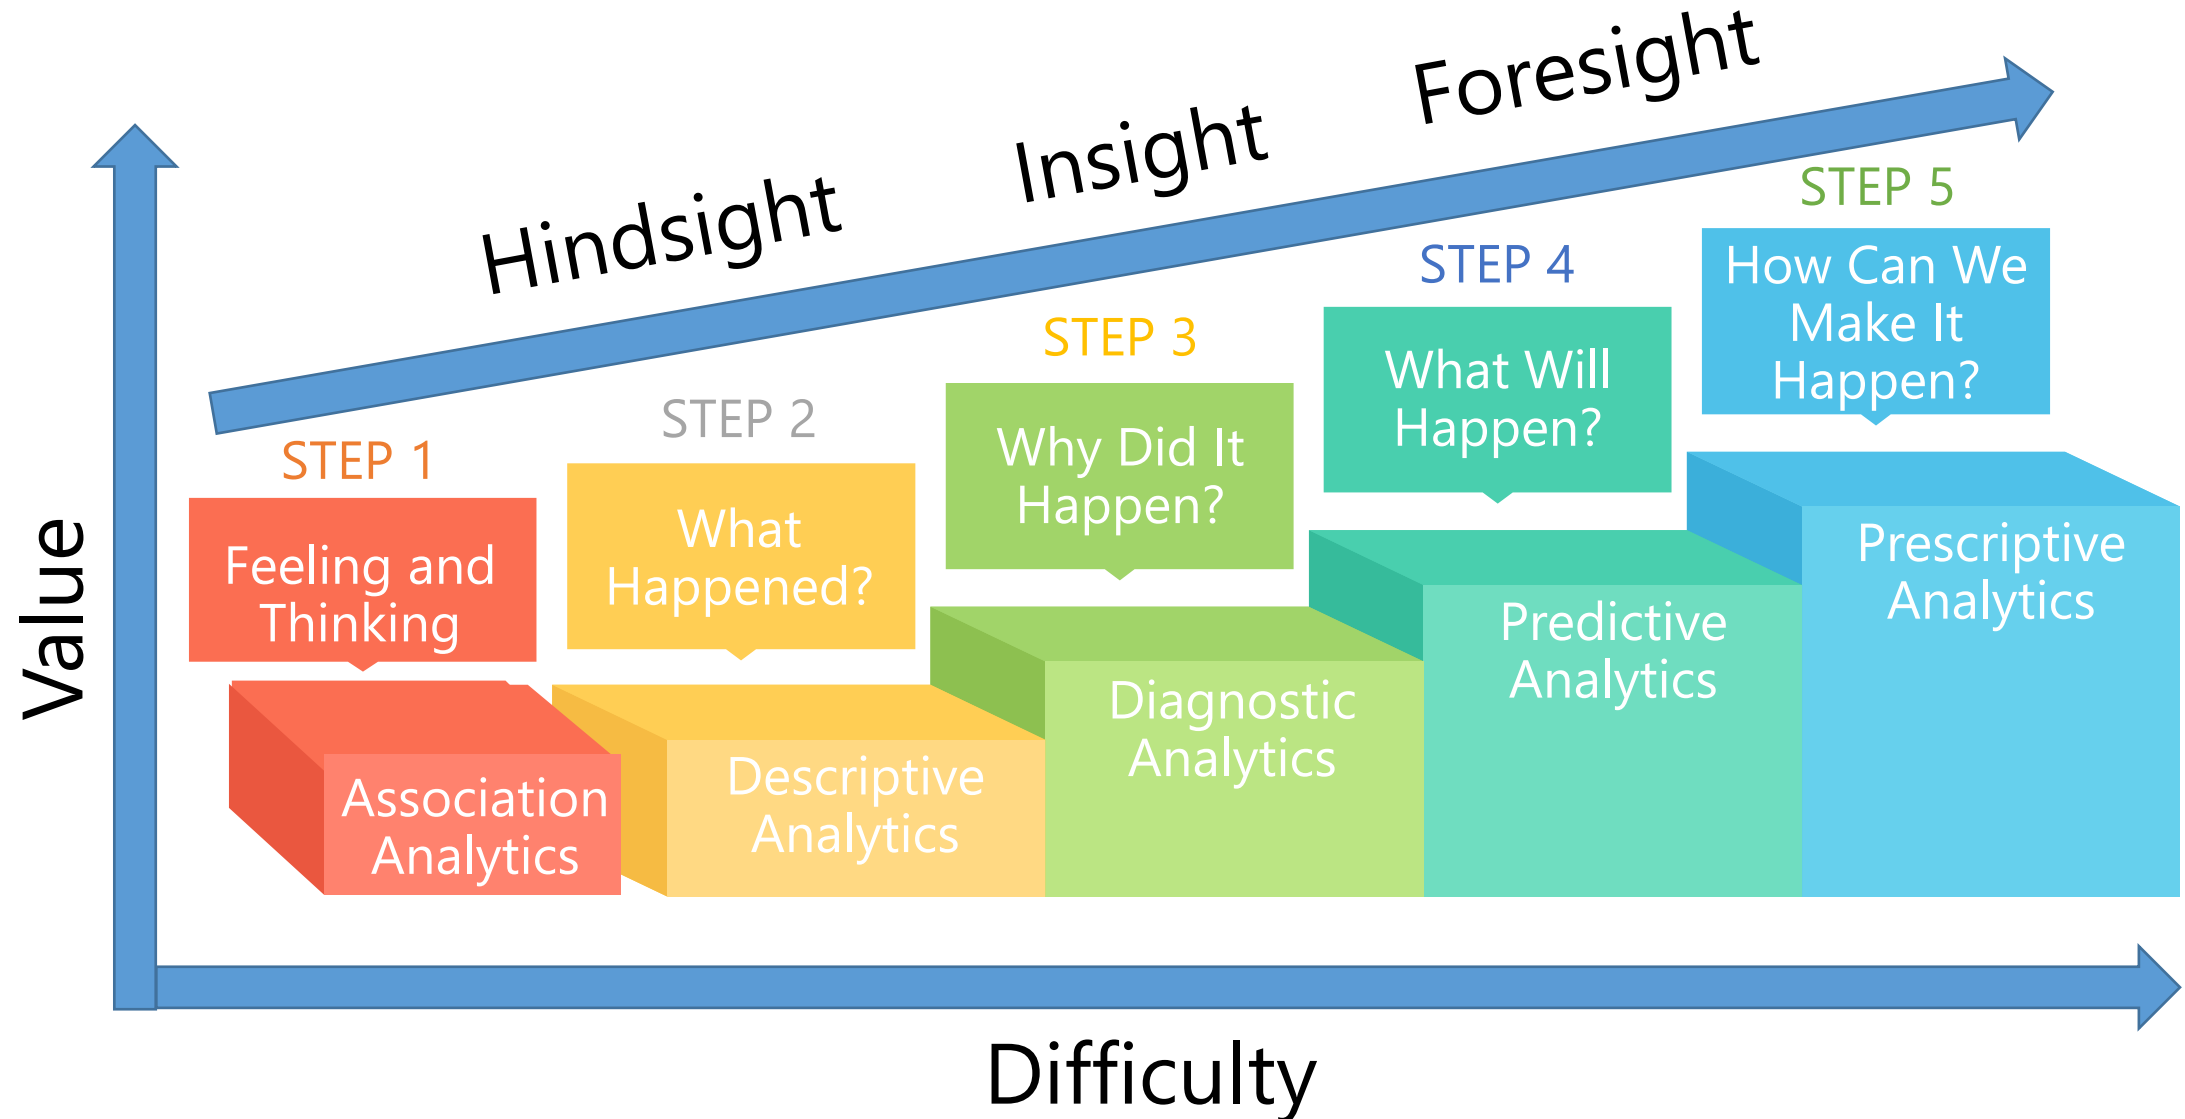 Foresight
Insight
Hindsight
STEP 1
Feeling and
Thinking
Association
Analytics
STEP 2
What
Happened?
Descriptive
Analytics
STEP 3
Why Did It
Happen?
Diagnostic
Analytics
STEP 4
What Will
Happen?
Predictive
Analytics
STEP 5
How Can We
Make It
Happen?
Prescriptive
Analytics
Value
Difficulty